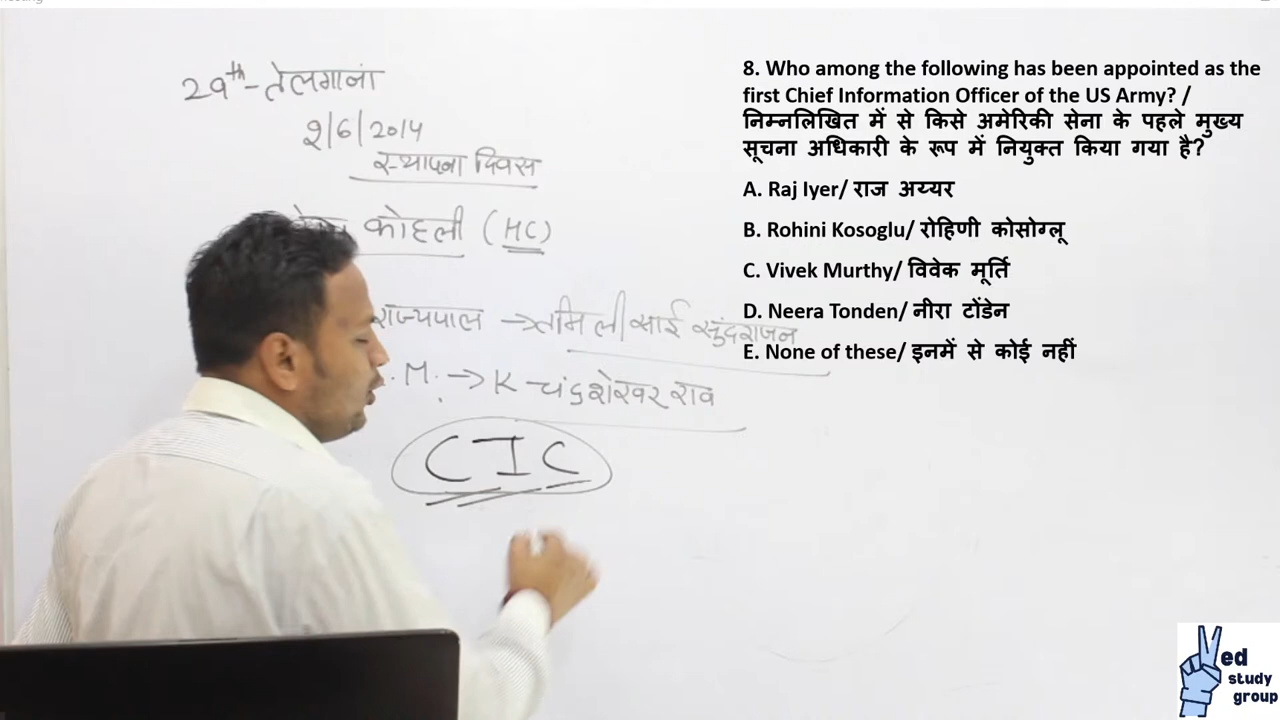 29th - तेलगाना
2/6/2014
स्थापना दिवस
कोहली (HC)
राज्यपाल → तमिलीसाई सुंदराजन
. M. → K चंद्रशेखर राव
CIC
8. Who among the following has been appointed as the
first Chief Information Officer of the US Army? /
निम्नलिखित में से किसे अमेरिकी सेना के पहले मुख्य
सूचना अधिकारी के रूप में नियुक्त किया गया है?
A. Raj Iyer/ राज अय्यर
B. Rohini Kosoglu/ रोहिणी कोसोग्लू
C. Vivek Murthy/ विवेक मूर्ति
D. Neera Tonden/ नीरा टोंडेन
E. None of these/ इनमें से कोई नहीं
Ved
study
group